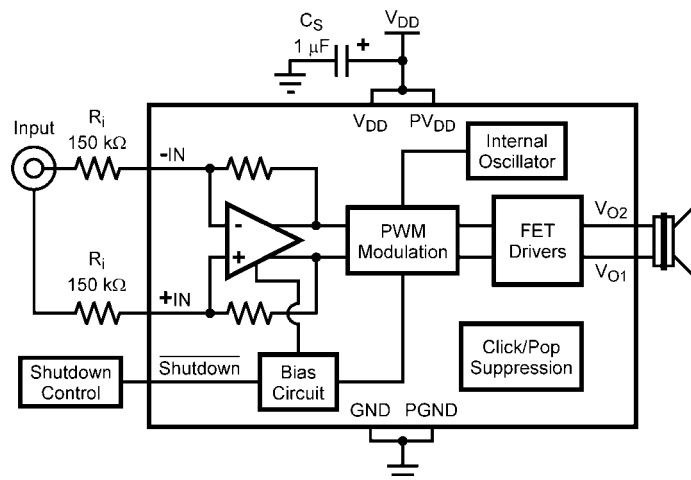 C_S
1 µF
+
V_DD
Input
R_i
150 kΩ
-IN
V_DD
PV_DD
Internal
Oscillator
-
+
PWM
Modulation
FET
Drivers
V_O2
V_O1
R_i
150 kΩ
+IN
Shutdown
Control
Shutdown
Bias
Circuit
Click/Pop
Suppression
GND
PGND